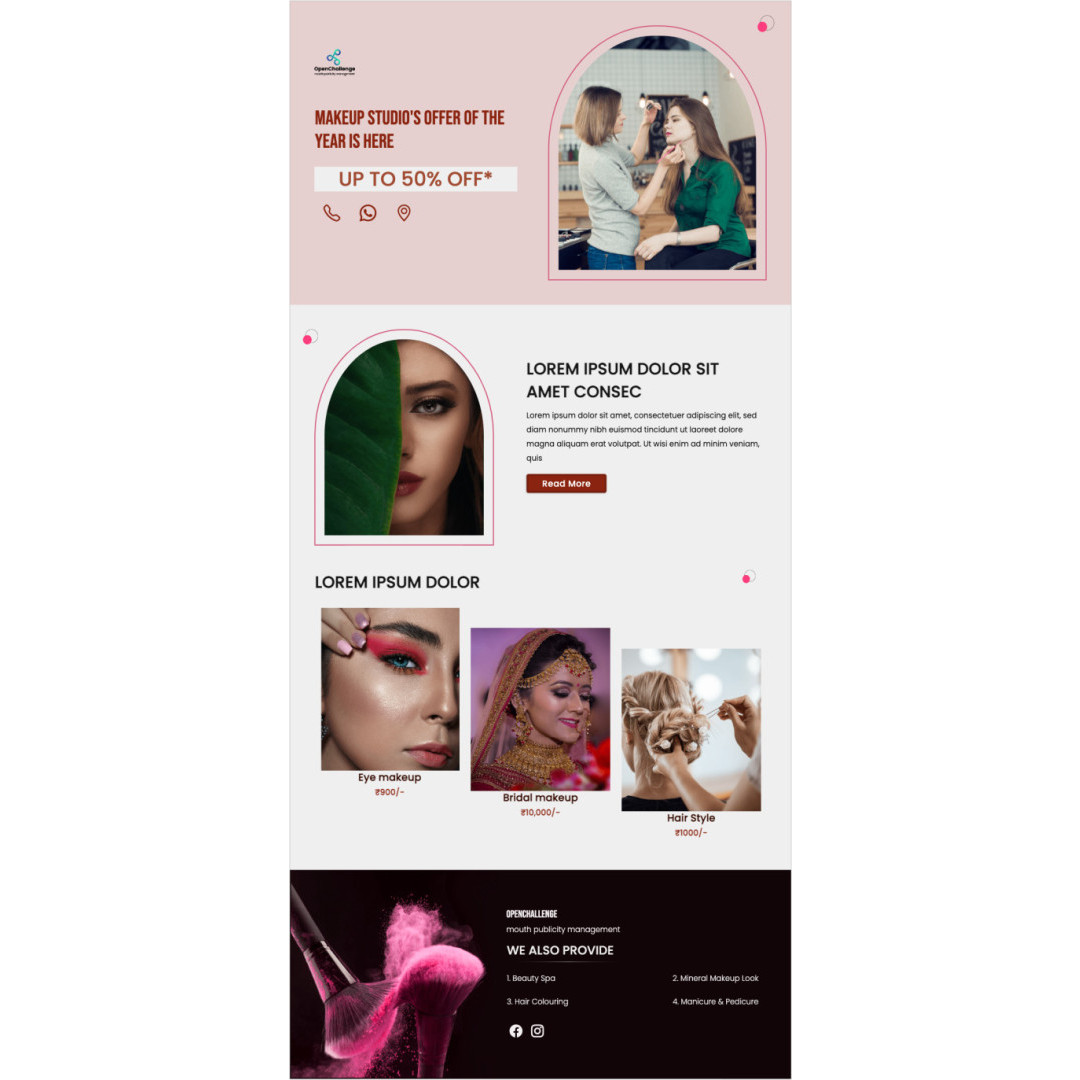 OpenChallenge
mouth publicity management
MAKEUP STUDIO'S OFFER OF THE
YEAR IS HERE
UP TO 50% OFF*
LOREM IPSUM DOLOR SIT
AMET CONSEC
Lorem ipsum dolor sit amet, consectetuer adipiscing elit, sed
diam nonummy nibh euismod tincidunt ut laoreet dolore
magna aliquam erat volutpat. Ut wisi enim ad minim veniam,
quis
Read More
LOREM IPSUM DOLOR
Eye makeup
₹900/-
Bridal makeup
₹10,000/-
Hair Style
₹1000/-
OPENCHALLENGE
mouth publicity management
WE ALSO PROVIDE
1. Beauty Spa
2. Mineral Makeup Look
3. Hair Colouring
4. Manicure & Pedicure